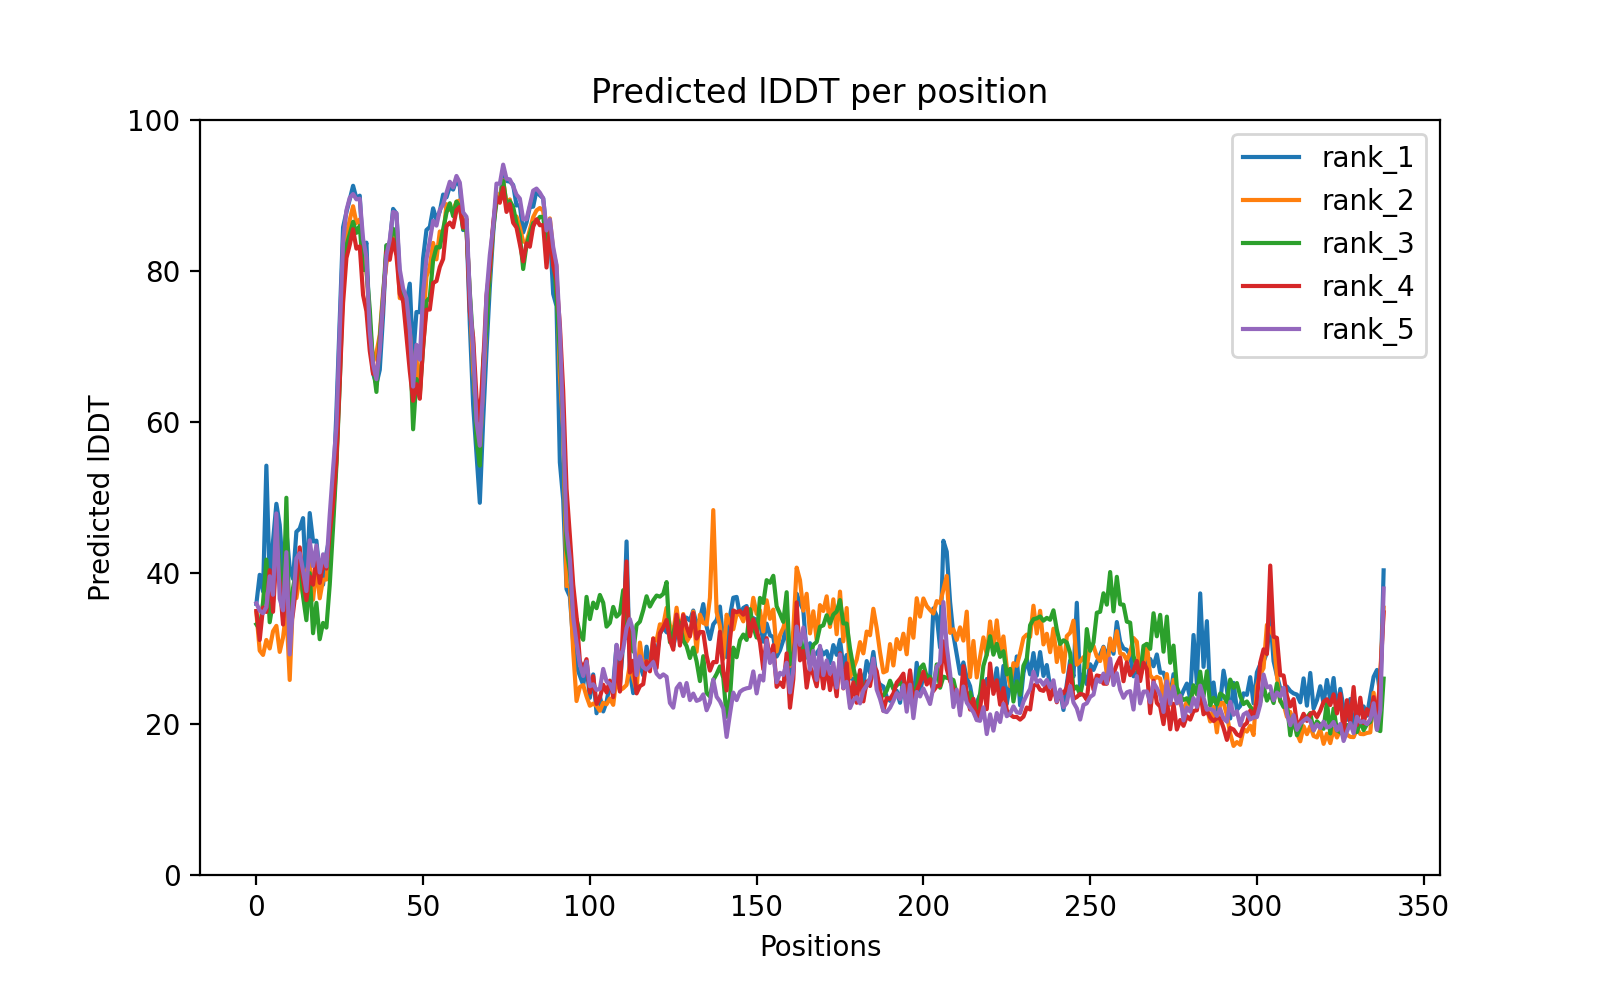 Predicted lDDT per position
100
80
60
40
20
0
Predicted lDDT
0 50 100 150 200 250 300 350
Positions
rank_1
rank_2
rank_3
rank_4
rank_5